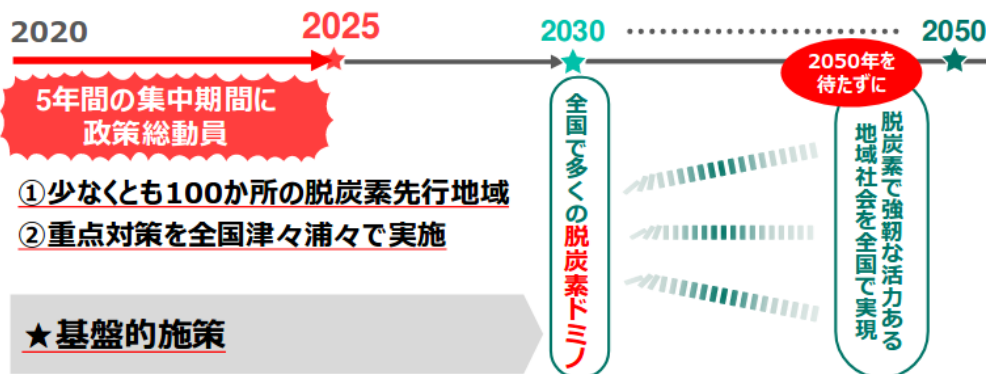 2020
2025
2030
2050
5年間の集中期間に
政策総動員
①少なくとも100か所の脱炭素先行地域
②重点対策を全国津々浦々で実施
★基盤的施策
全国で多くの脱炭素ドミノ
2050年を
待たずに
脱炭素で強靭な活力ある
地域社会を全国で実現